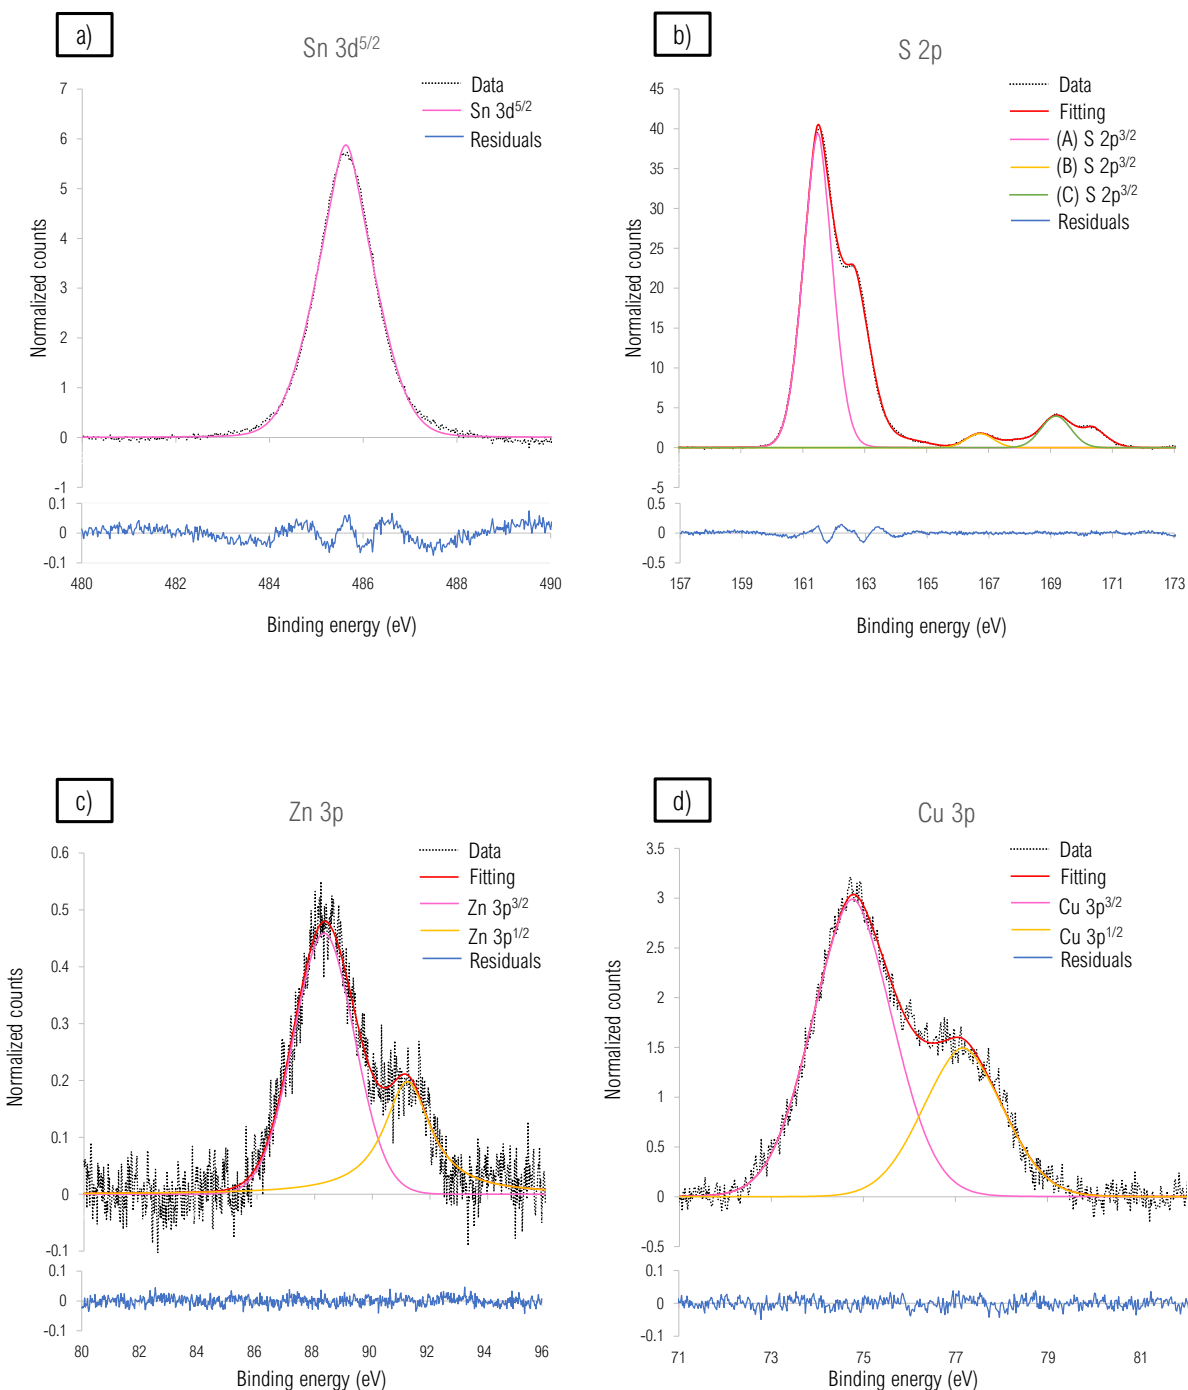 a)
Sn 3d5/2
Data
Sn 3d5/2
Residuals
Normalized counts
7
6
5
4
3
2
1
0
-1
0.1
0
-0.1
480 482 484 486 488 490
Binding energy (eV)
b)
S 2p
Data
Fitting
(A) S 2p3/2
(B) S 2p3/2
(C) S 2p3/2
Residuals
Normalized counts
45
40
35
30
25
20
15
10
5
0
-5
0.5
0
-0.5
157 159 161 163 165 167 169 171 173
Binding energy (eV)
c)
Zn 3p
Data
Fitting
Zn 3p3/2
Zn 3p1/2
Residuals
Normalized counts
0.6
0.5
0.4
0.3
0.2
0.1
0
-0.1
0.1
0
-0.1
80 82 84 86 88 90 92 94 96
Binding energy (eV)
d)
Cu 3p
Data
Fitting
Cu 3p3/2
Cu 3p1/2
Residuals
Normalized counts
3.5
3
2.5
2
1.5
1
0.5
0
-0.5
0.1
0
-0.1
71 73 75 77 79 81
Binding energy (eV)